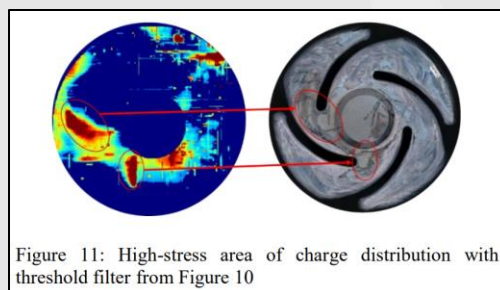 Figure 11: High-stress area of charge distribution with
threshold filter from Figure 10